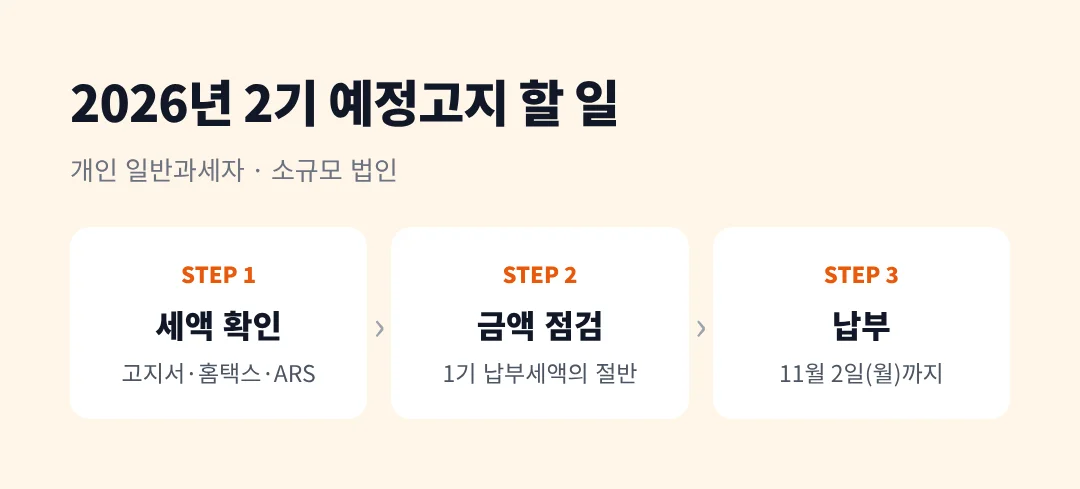 2026년 2기 예정고지 할 일
개인 일반과세자 · 소규모 법인
STEP 1
세액 확인
고지서·홈택스·ARS
›
STEP 2
금액 점검
1기 납부세액의 절반
›
STEP 3
납부
11월 2일(월)까지